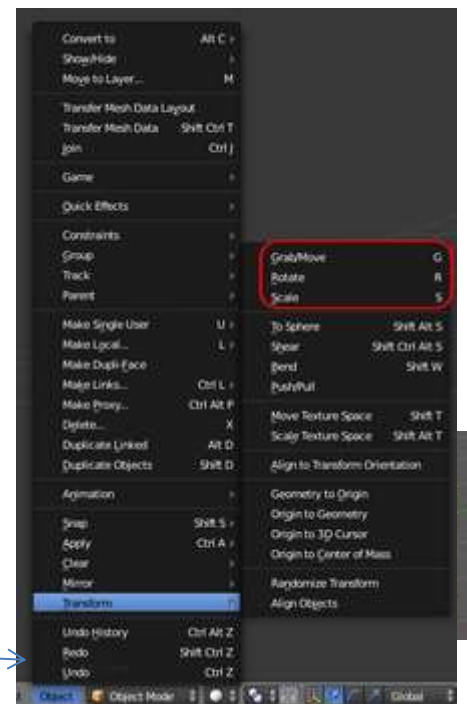 Convert to Alt C
Show/Hide
Move to Layer... M
Transfer Mesh Data Layout
Transfer Mesh Data Shift Ctrl T
Join Ctrl J
Game
Quick Effects
Constraints
Group
Track
Parent
Make Single User U
Make Local... L
Make Dupli-Face
Make Links... Ctrl L
Make Proxy... Ctrl Alt P
Delete... X
Duplicate Linked Alt D
Duplicate Objects Shift D
Animation
Snap Shift S
Apply Ctrl A
Clear
Mirror
Transform
Undo History Ctrl Alt Z
Redo Shift Ctrl Z
Undo Ctrl Z
Grab/Move G
Rotate R
Scale S
To Sphere Shift Alt S
Shear Shift Ctrl Alt S
Bend Shift W
Push/Pull
Move Texture Space Shift T
Scale Texture Space Shift Alt T
Align to Transform Orientation
Geometry to Origin
Origin to Geometry
Origin to 3D Cursor
Origin to Center of Mass
Randomize Transform
Align Objects
Object Object Mode Global